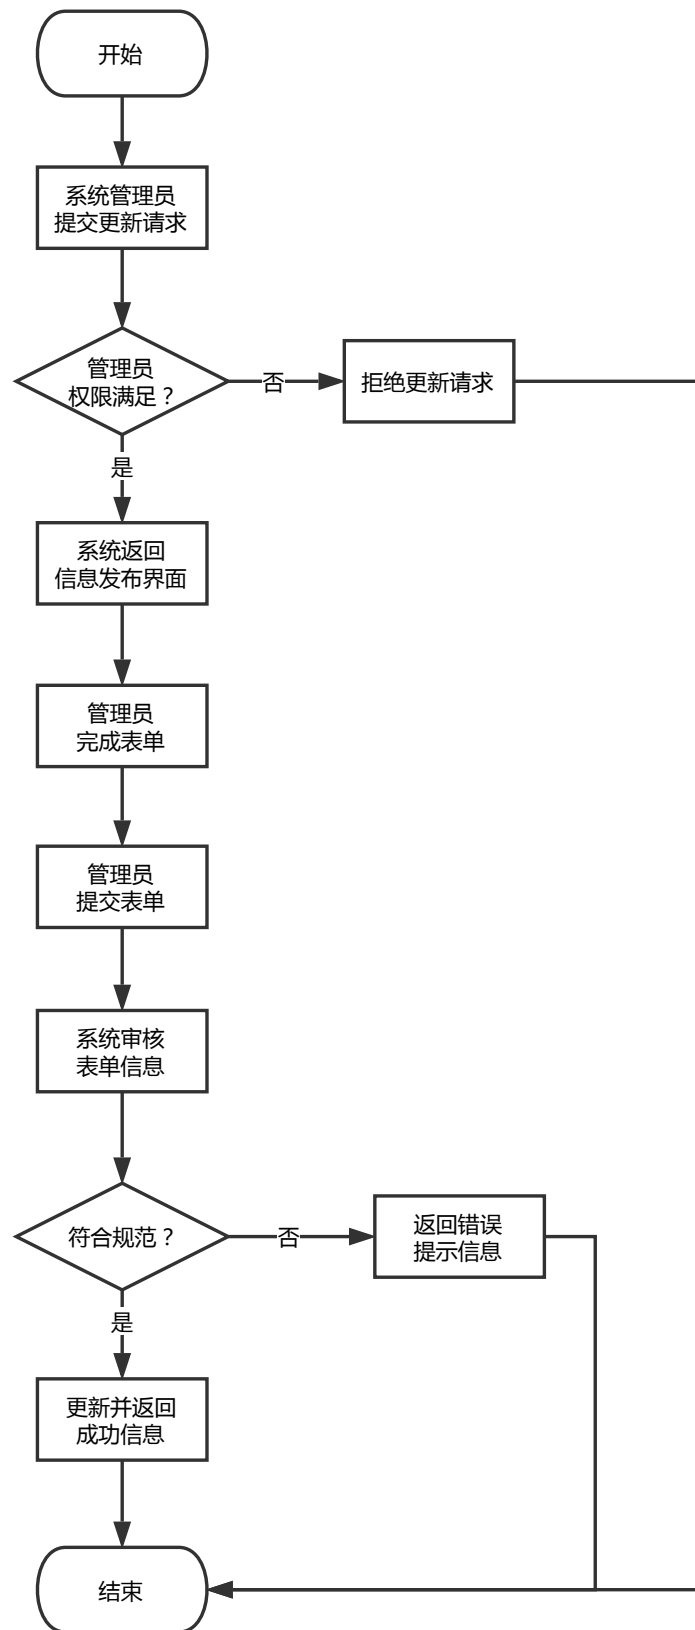 开始
系统管理员
提交更新请求
管理员
权限满足？
否
拒绝更新请求
是
系统返回
信息发布界面
管理员
完成表单
管理员
提交表单
系统审核
表单信息
符合规范？
否
返回错误
提示信息
是
更新并返回
成功信息
结束